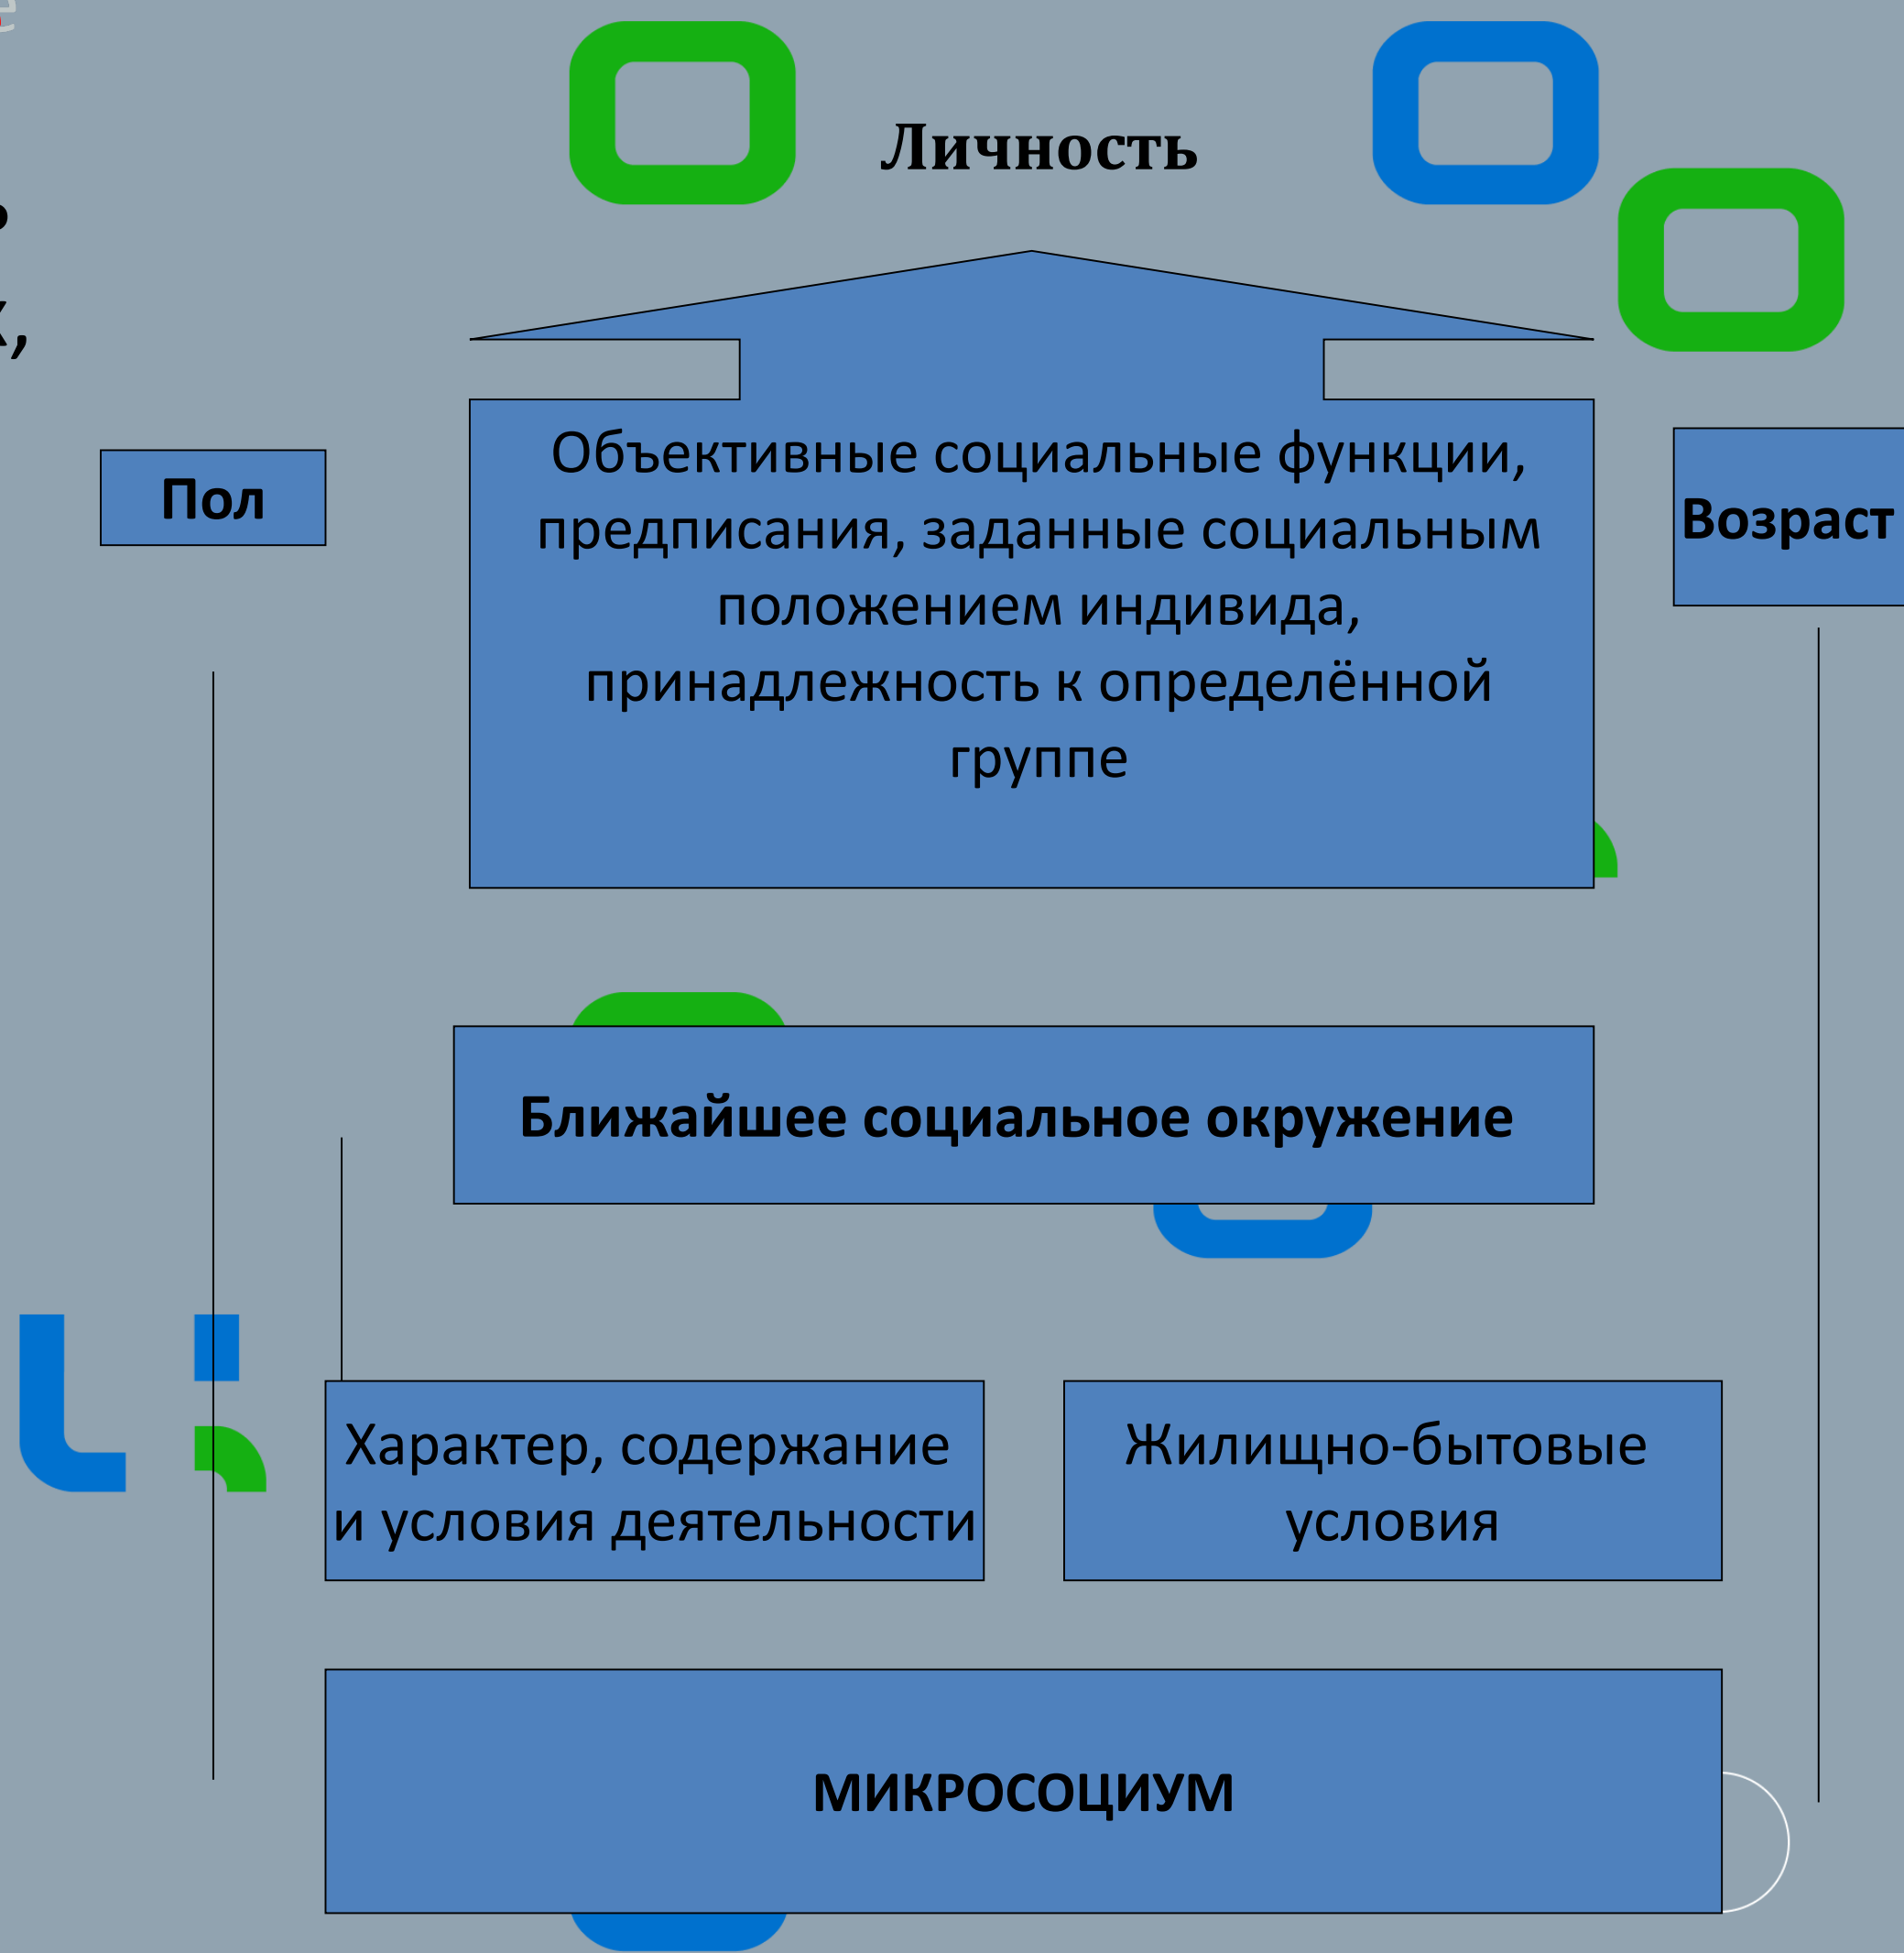 Личность
Пол
Объективные социальные функции,
предписания, заданные социальным
положением индивида,
принадлежность к определённой
группе
Возраст
Ближайшее социальное окружение
Характер, содержание
и условия деятельности
Жилищно-бытовые
условия
МИКРОСОЦИУМ